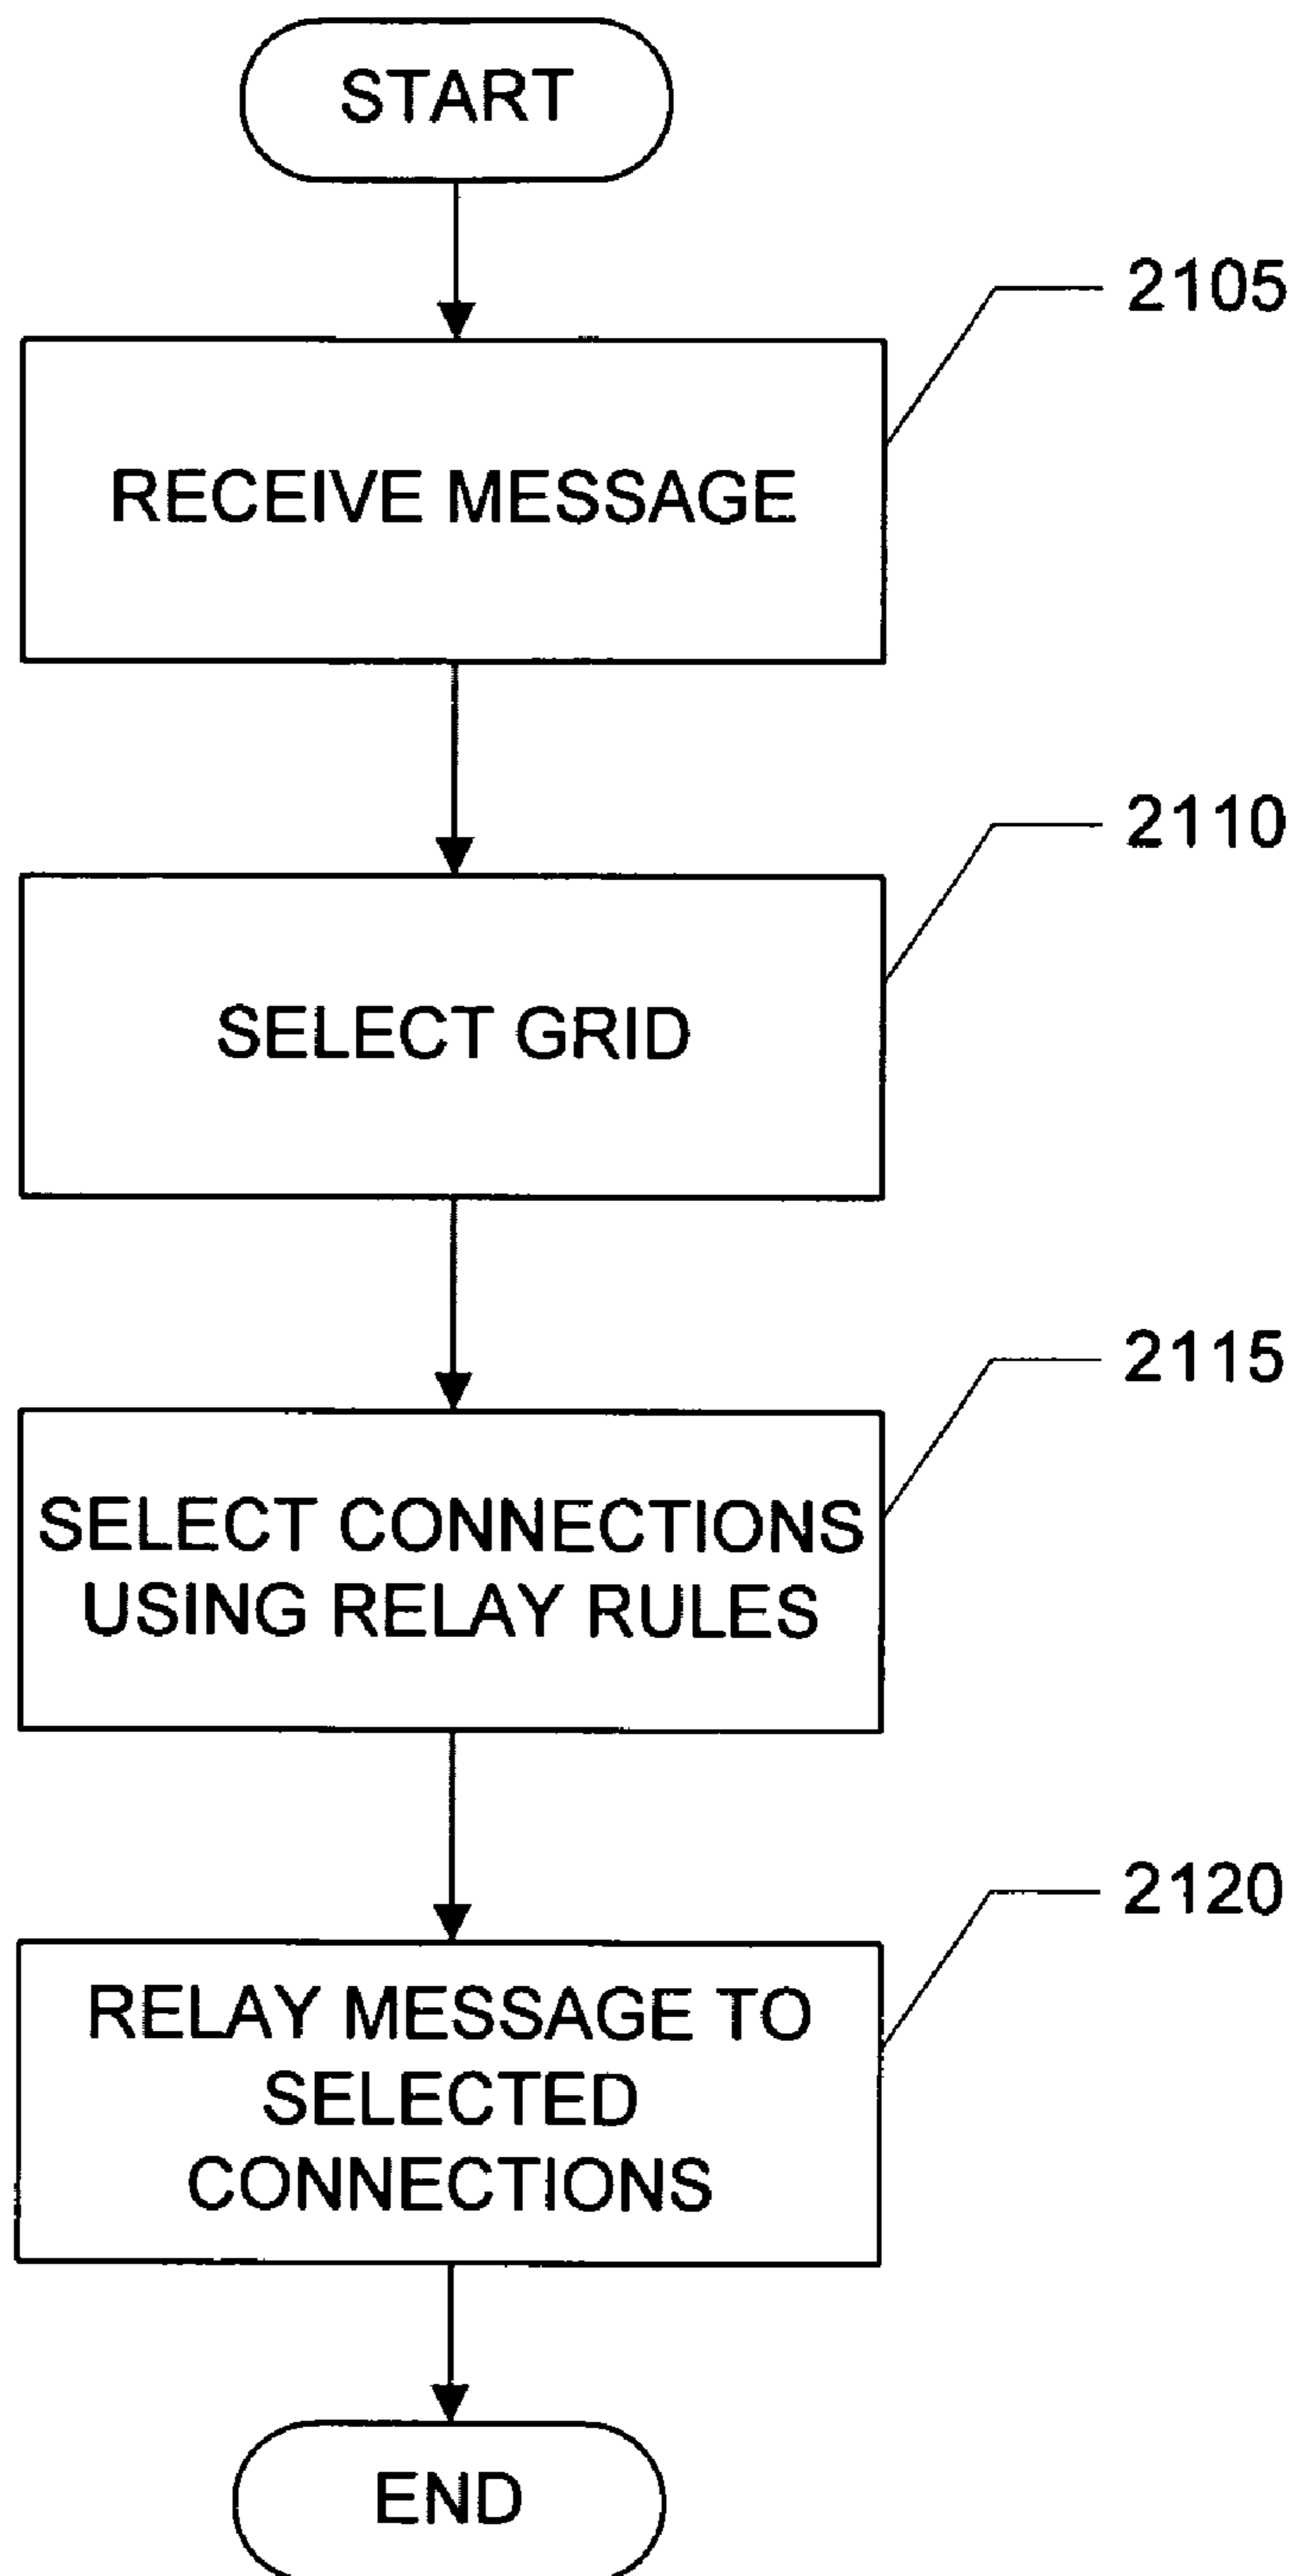 START
2105
RECEIVE MESSAGE
2110
SELECT GRID
2115
SELECT CONNECTIONS
USING RELAY RULES
2120
RELAY MESSAGE TO
SELECTED
CONNECTIONS
END